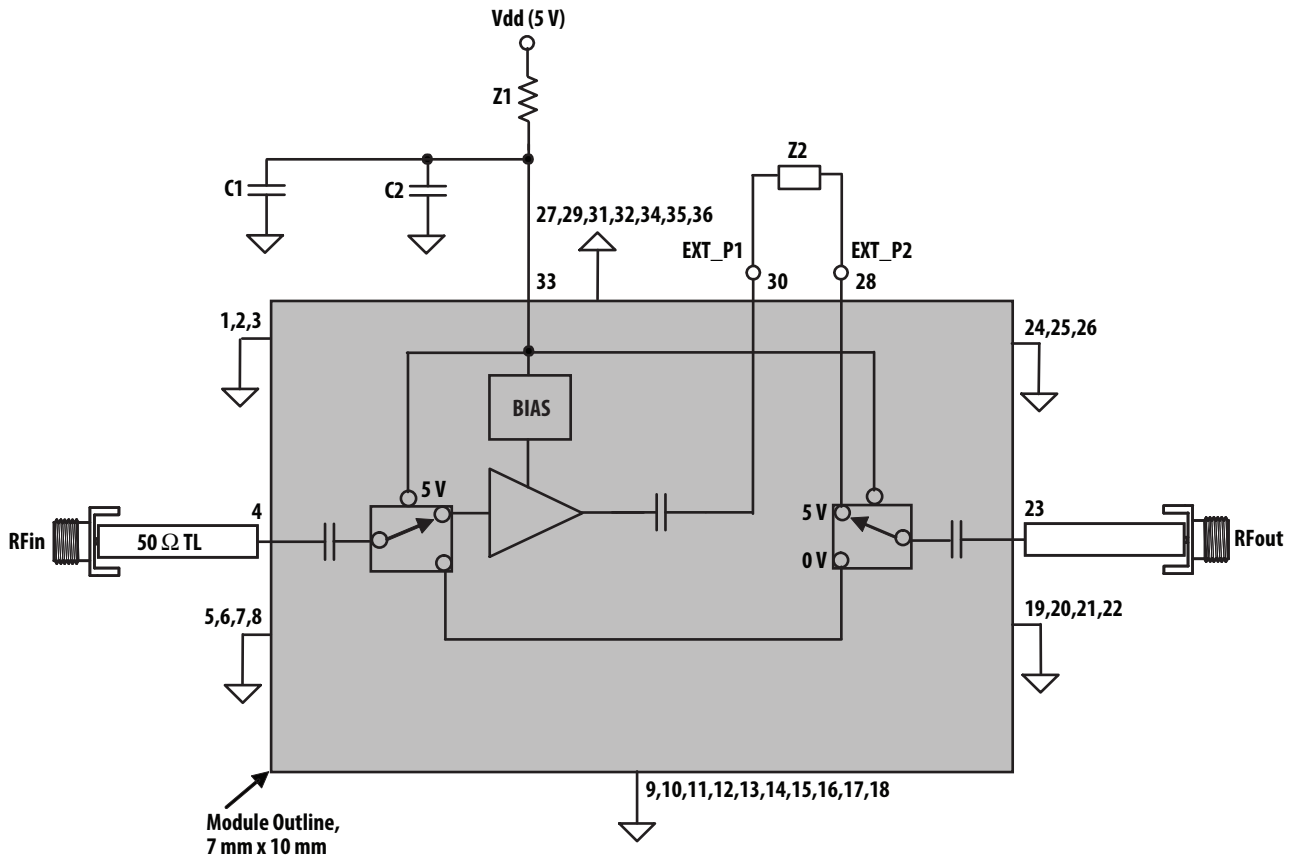 Vdd (5 V)
Z1
Z2
C1
C2
27,29,31,32,34,35,36
EXT_P1
EXT_P2
33
30
28
1,2,3
24,25,26
BIAS
5 V
4
5 V
23
RFin
50 Ω TL
RFout
0 V
5,6,7,8
19,20,21,22
9,10,11,12,13,14,15,16,17,18
Module Outline,
7 mm x 10 mm